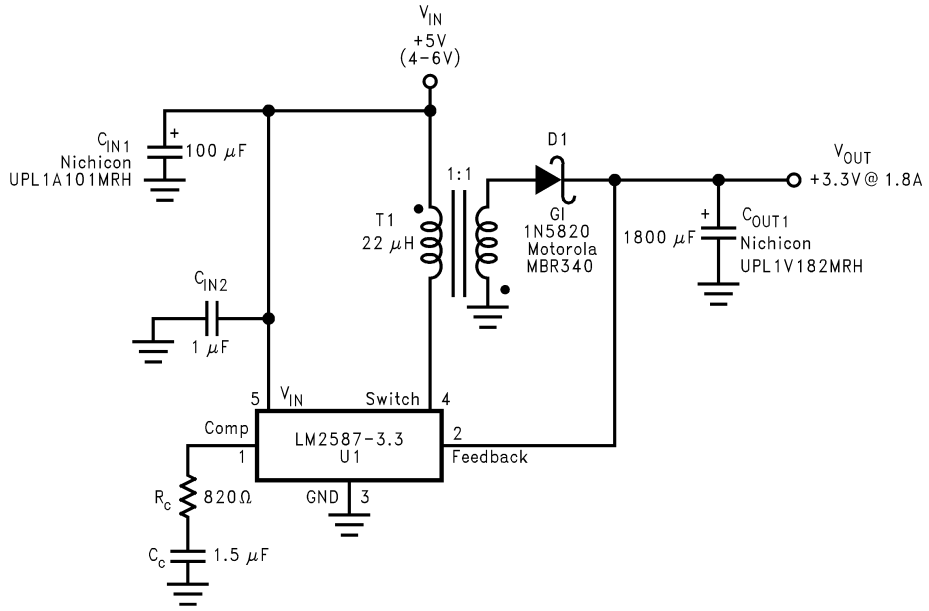 V_IN
+5V
(4-6V)
C_IN1
Nichicon
UPL1A101MRH
+
100 μF
T1
22 μH
1:1
D1
GI
1N5820
Motorola
MBR340
V_OUT
+3.3V@ 1.8A
+
1800 μF
C_OUT1
Nichicon
UPL1V182MRH
C_IN2
1 μF
5
V_IN
Switch
4
Comp
1
LM2587-3.3
U1
2
Feedback
GND
3
R_c
820Ω
C_c
1.5 μF